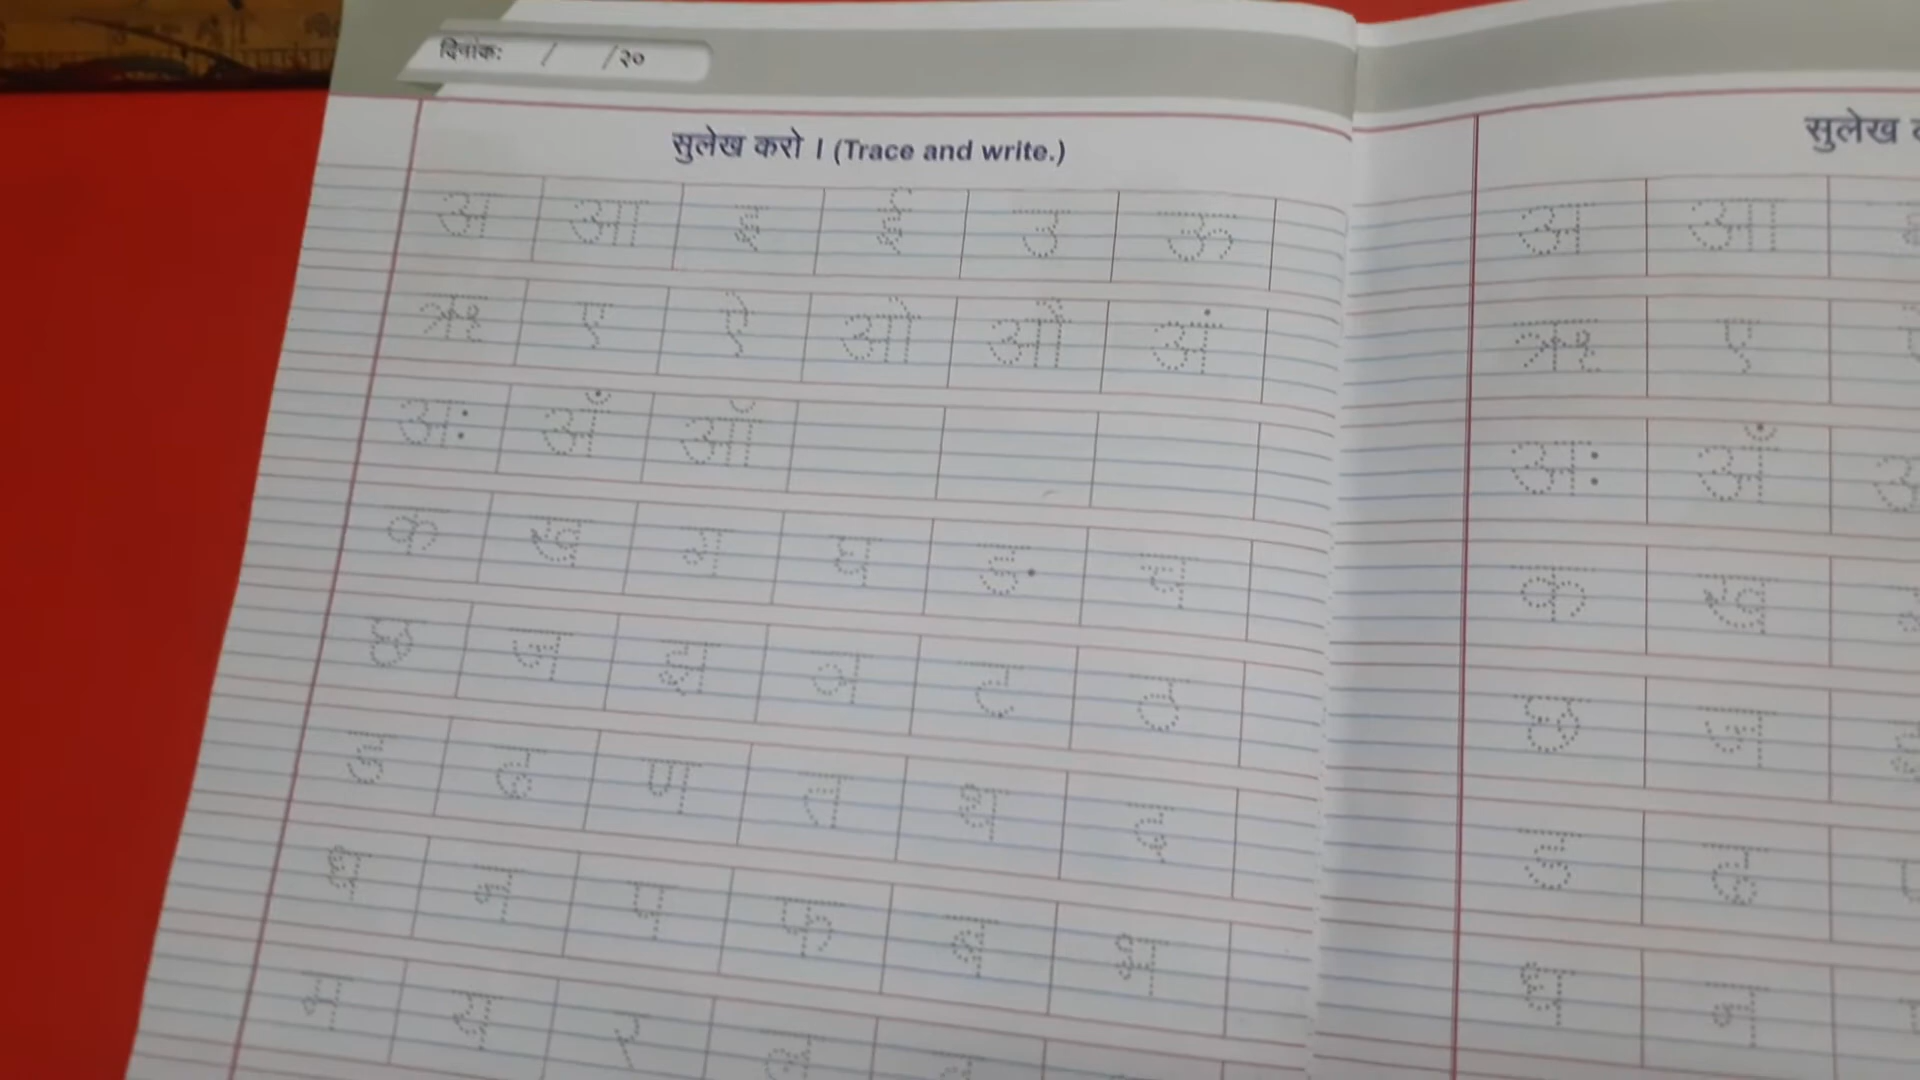 दिनांक: / /२०
सुलेख करो । (Trace and write.)
अ आ इ ई उ ऊ
ऋ ए ऐ ओ औ अं
अः अँ ऑ
क ख ग घ ङ च
छ ज झ ञ ट ठ
ड ढ ण त थ द
ध न प फ ब भ
म य र ल
सुलेख
अ आ
ऋ ए
अः अँ
क ख
छ ज
ड ढ
ध न